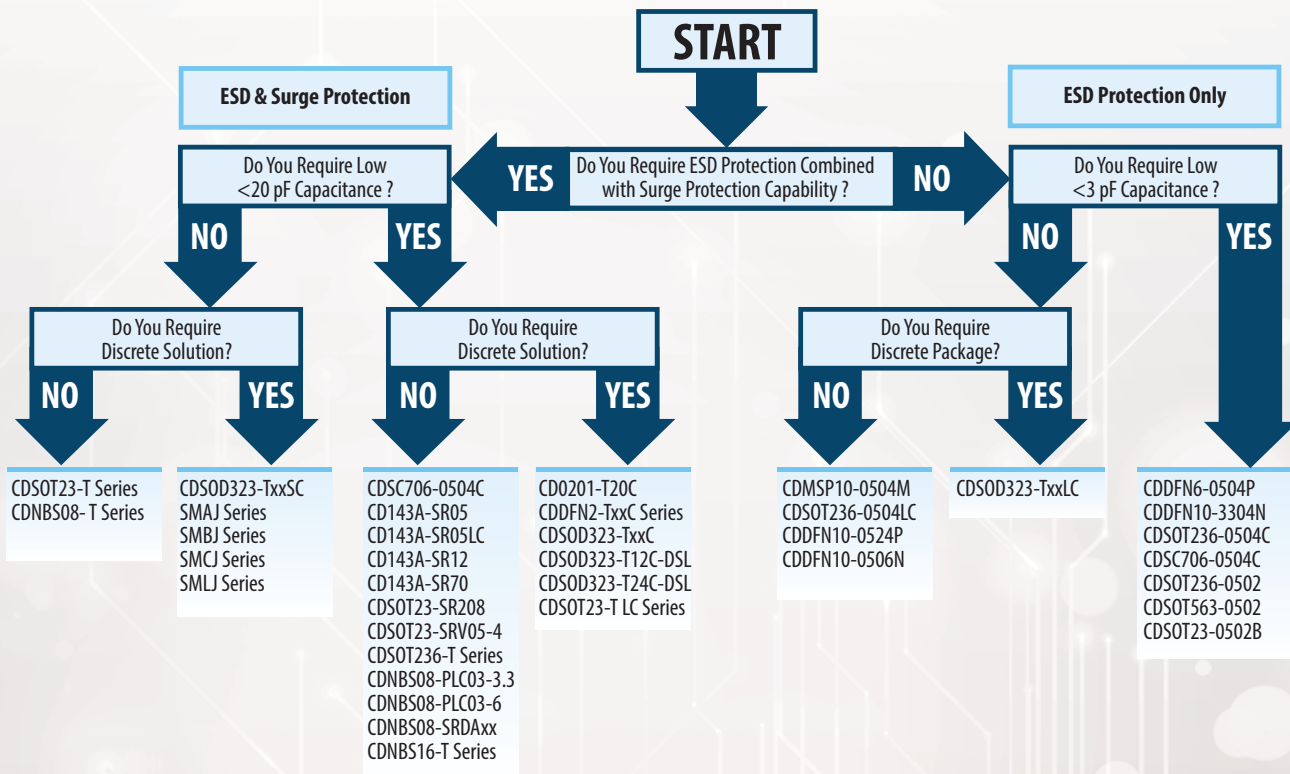 START
ESD & Surge Protection
ESD Protection Only
Do You Require Low
<20 pF Capacitance ?
YES
Do You Require ESD Protection Combined
with Surge Protection Capability ?
NO
Do You Require Low
<3 pF Capacitance ?
NO
YES
NO
YES
Do You Require
Discrete Solution?
Do You Require
Discrete Solution?
Do You Require
Discrete Package?
NO
YES
NO
YES
NO
YES
CDSOT23-T Series
CDNBS08- T Series
CDSOD323-TxxSC
SMAJ Series
SMBJ Series
SMCJ Series
SMLJ Series
CDSC706-0504C
CD143A-SR05
CD143A-SR05LC
CD143A-SR12
CD143A-SR70
CDSOT23-SR208
CDSOT23-SRV05-4
CDSOT236-T Series
CDNBS08-PLC03-3.3
CDNBS08-PLC03-6
CDNBS08-SRDAxx
CDNBS16-T Series
CD0201-T20C
CDDFN2-TxxC Series
CDSOD323-TxxC
CDSOD323-T12C-DSL
CDSOD323-T24C-DSL
CDSOT23-T LC Series
CDMSP10-0504M
CDSOT236-0504LC
CDDFN10-0524P
CDDFN10-0506N
CDSOD323-TxxLC
CDDFN6-0504P
CDDFN10-3304N
CDSOT236-0504C
CDSC706-0504C
CDSOT236-0502
CDSOT563-0502
CDSOT23-0502B